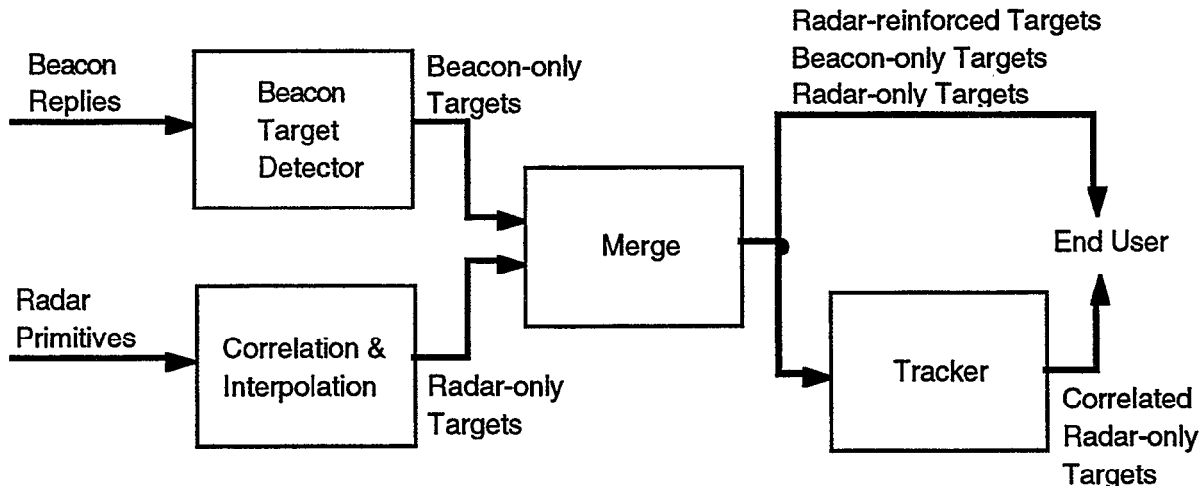 Beacon
Replies
Beacon
Target
Detector
Beacon-only
Targets
Radar
Primitives
Correlation &
Interpolation
Radar-only
Targets
Merge
Radar-reinforced Targets
Beacon-only Targets
Radar-only Targets
End User
Tracker
Correlated
Radar-only
Targets